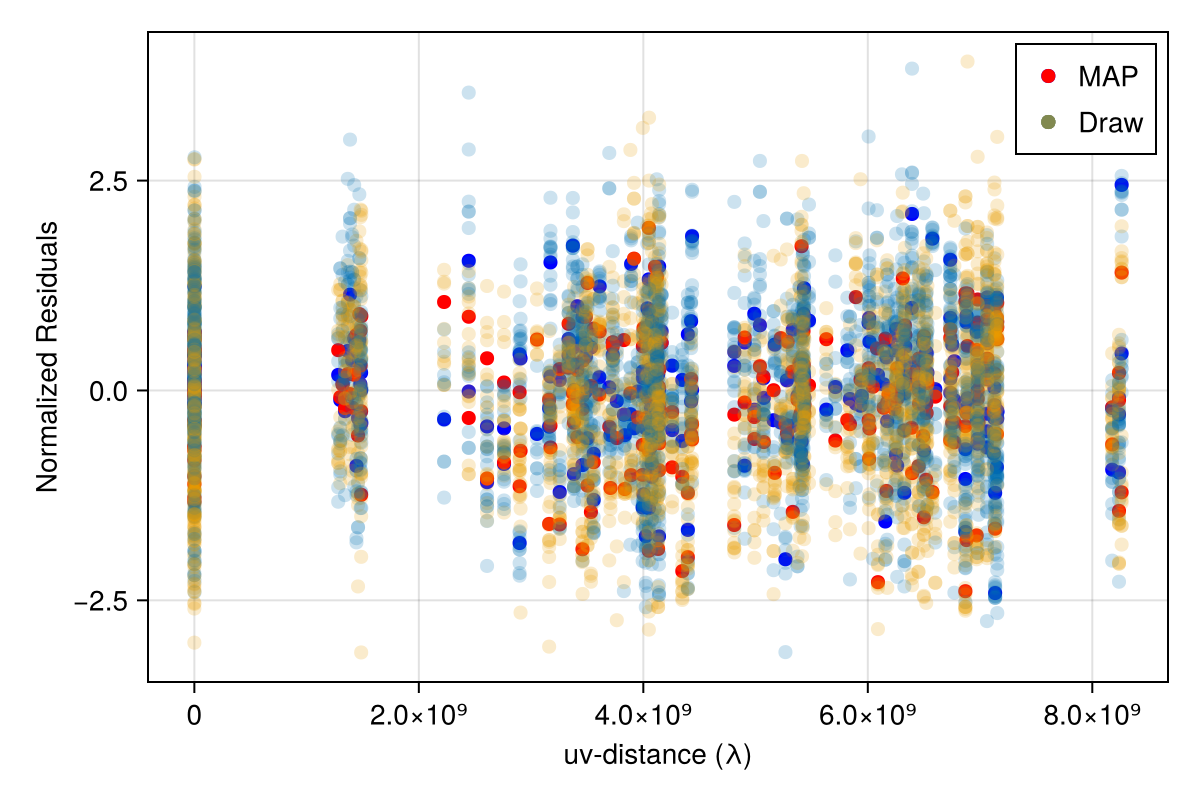 MAP
Draw
2.5
0.0
−2.5
Normalized Residuals
0
2.0×10⁹
4.0×10⁹
6.0×10⁹
8.0×10⁹
uv-distance (λ)